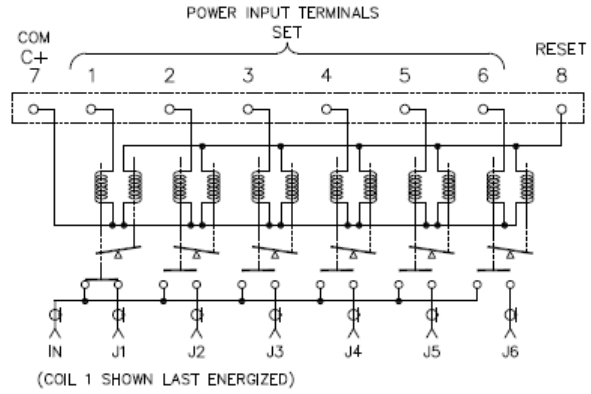 POWER INPUT TERMINALS
SET
COM
C+
RESET
7 1 2 3 4 5 6 8
IN J1 J2 J3 J4 J5 J6
(COIL 1 SHOWN LAST ENERGIZED)